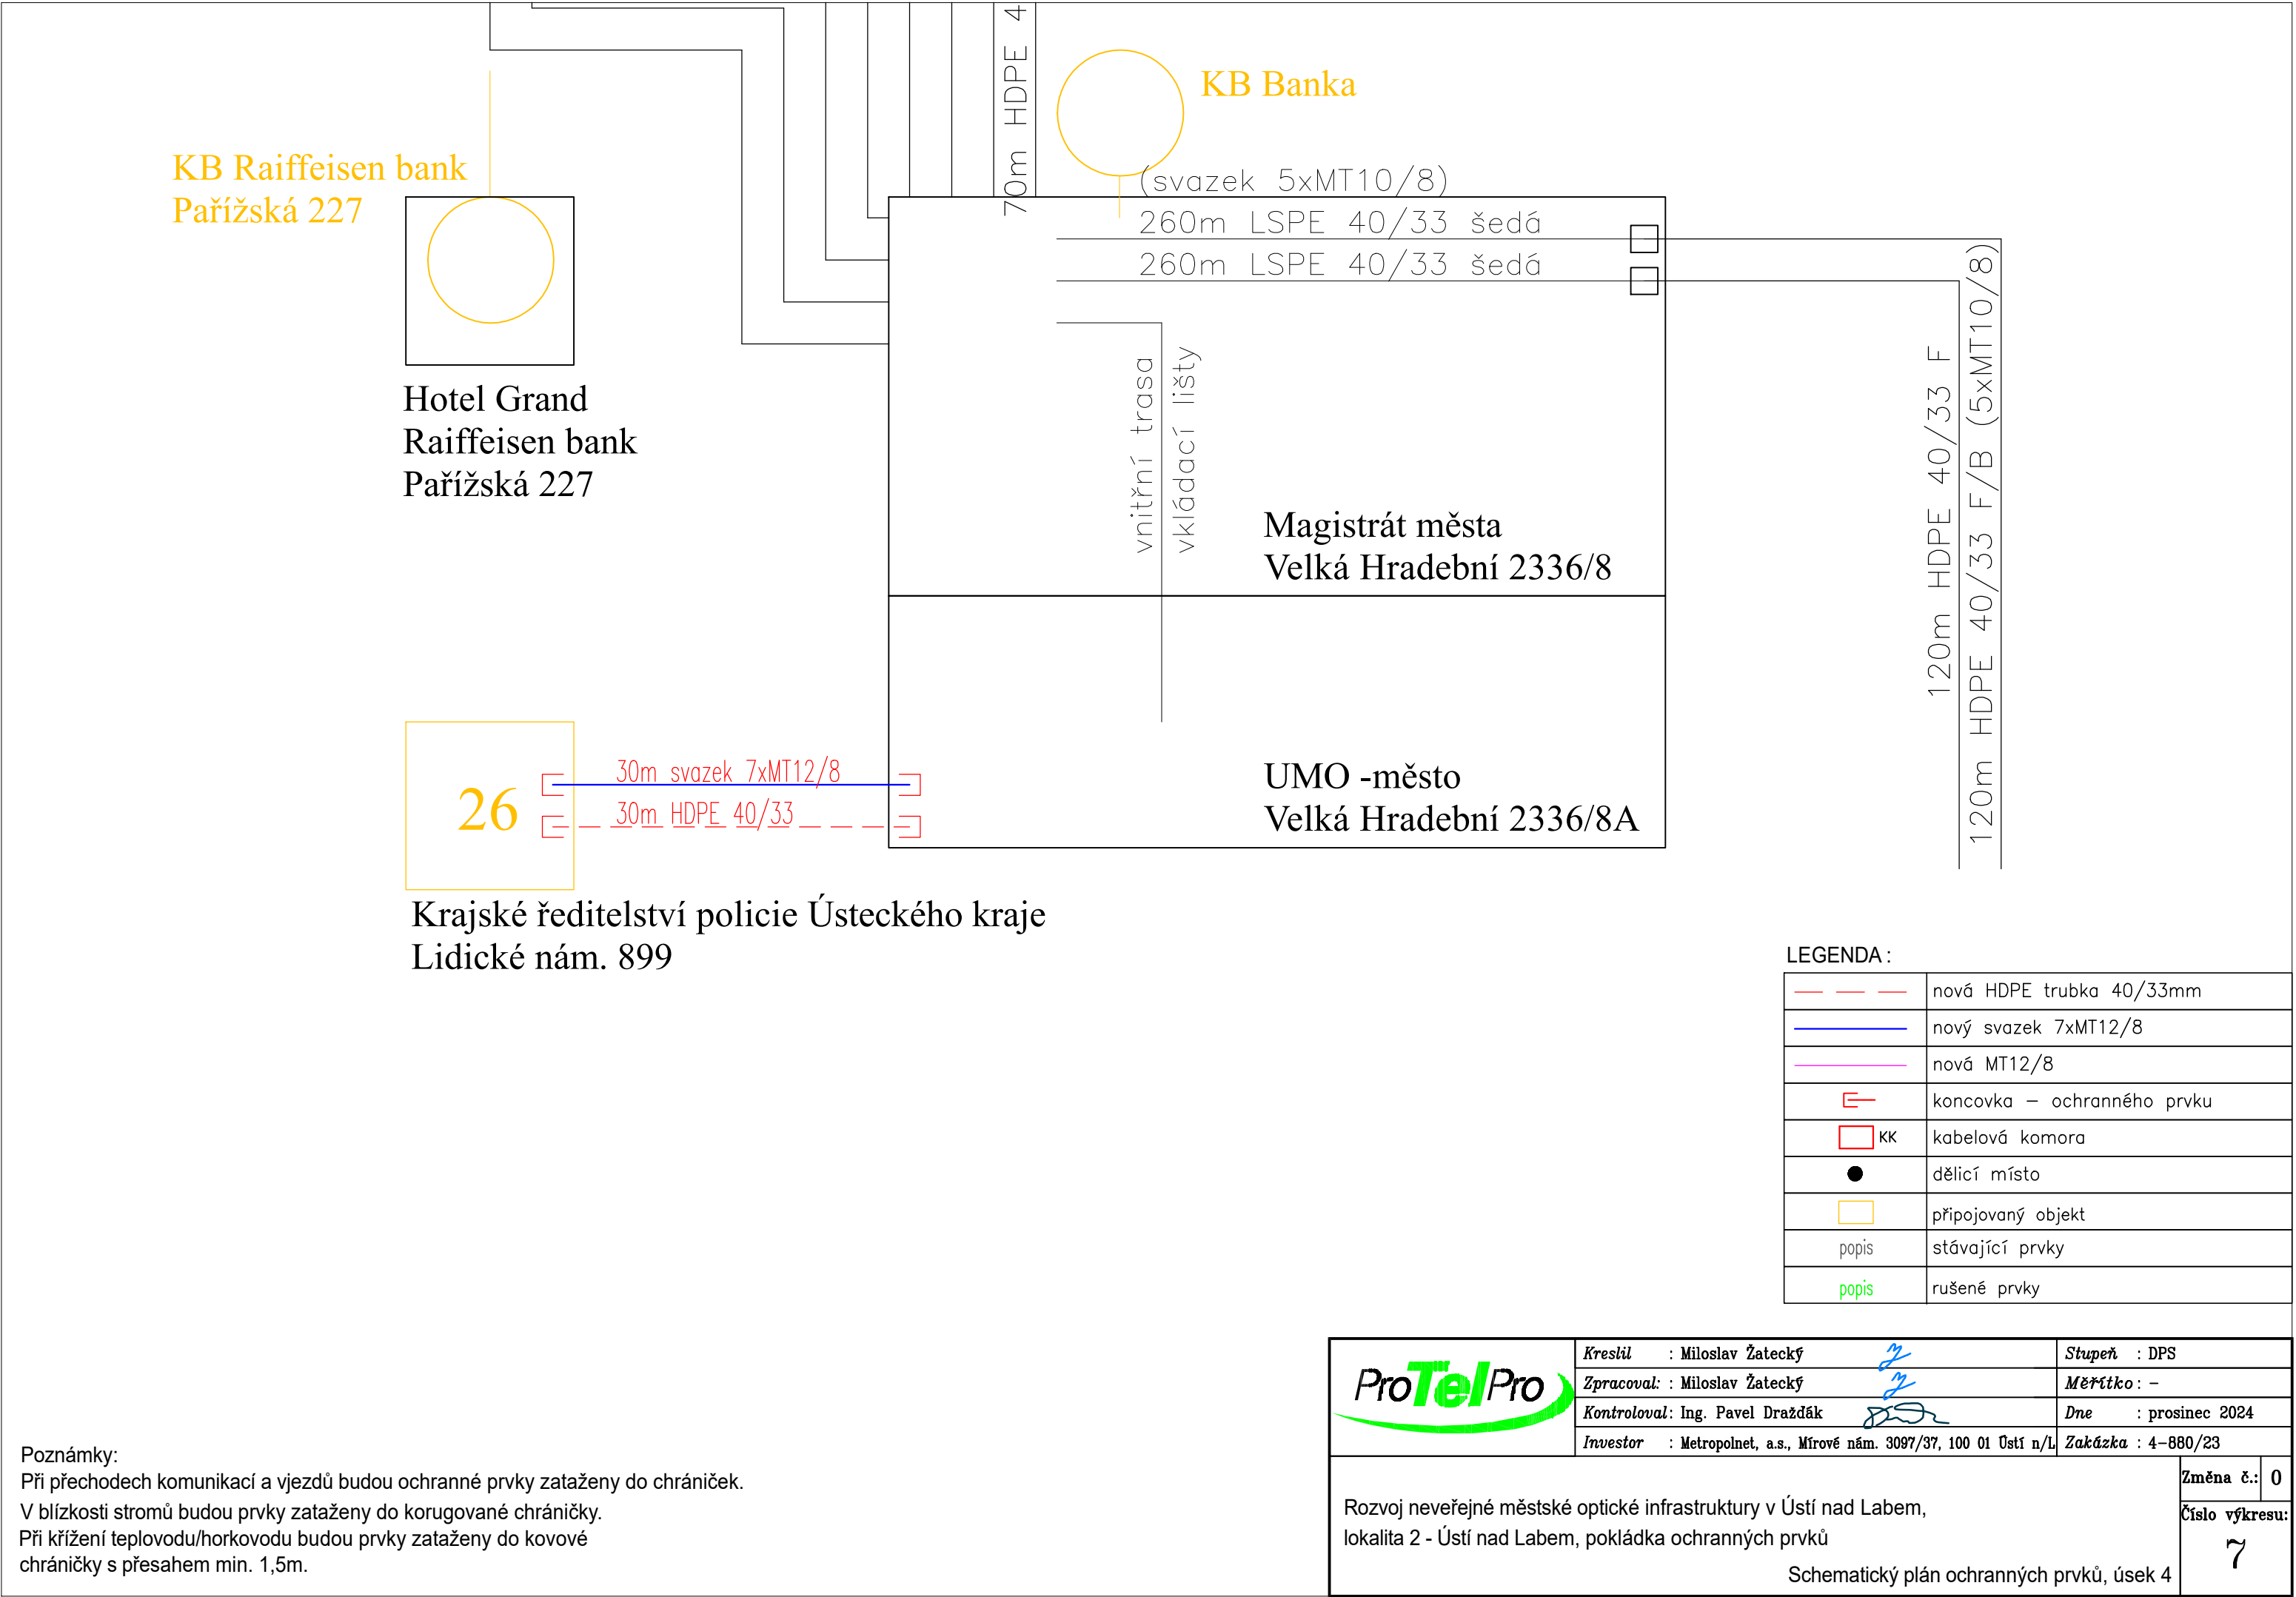 70m HDPE 4
KB Banka
KB Raiffeisen bank
Pařížská 227
(svazek 5xMT10/8)
260m LSPE 40/33 šedá
260m LSPE 40/33 šedá
Hotel Grand
Raiffeisen bank
Pařížská 227
vnitřní trasa
vkládací lišty
Magistrát města
Velká Hradební 2336/8
120m HDPE 40/33 F
120m HDPE 40/33 F/B (5xMT10/8)
26
30m svazek 7xMT12/8
30m HDPE 40/33
UMO -město
Velká Hradební 2336/8A
Krajské ředitelství policie Ústeckého kraje
Lidické nám. 899
LEGENDA :
nová HDPE trubka 40/33mm
nový svazek 7xMT12/8
nová MT12/8
koncovka – ochranného prvku
KK kabelová komora
dělicí místo
připojovaný objekt
popis stávající prvky
popis rušené prvky
ProTelPro
Kreslil : Miloslav Žatecký
Zpracoval: : Miloslav Žatecký
Kontroloval: Ing. Pavel Dražďák
Investor : Metropolnet, a.s., Mírové nám. 3097/37, 100 01 Ústí n/L
Stupeň : DPS
Měřítko : –
Dne : prosinec 2024
Zakázka : 4–880/23
Změna č.: 0
Číslo výkresu:
7
Rozvoj neveřejné městské optické infrastruktury v Ústí nad Labem,
lokalita 2 - Ústí nad Labem, pokládka ochranných prvků
Schematický plán ochranných prvků, úsek 4
Poznámky:
Při přechodech komunikací a vjezdů budou ochranné prvky zataženy do chrániček.
V blízkosti stromů budou prvky zataženy do korugované chráničky.
Při křížení teplovodu/horkovodu budou prvky zataženy do kovové
chráničky s přesahem min. 1,5m.